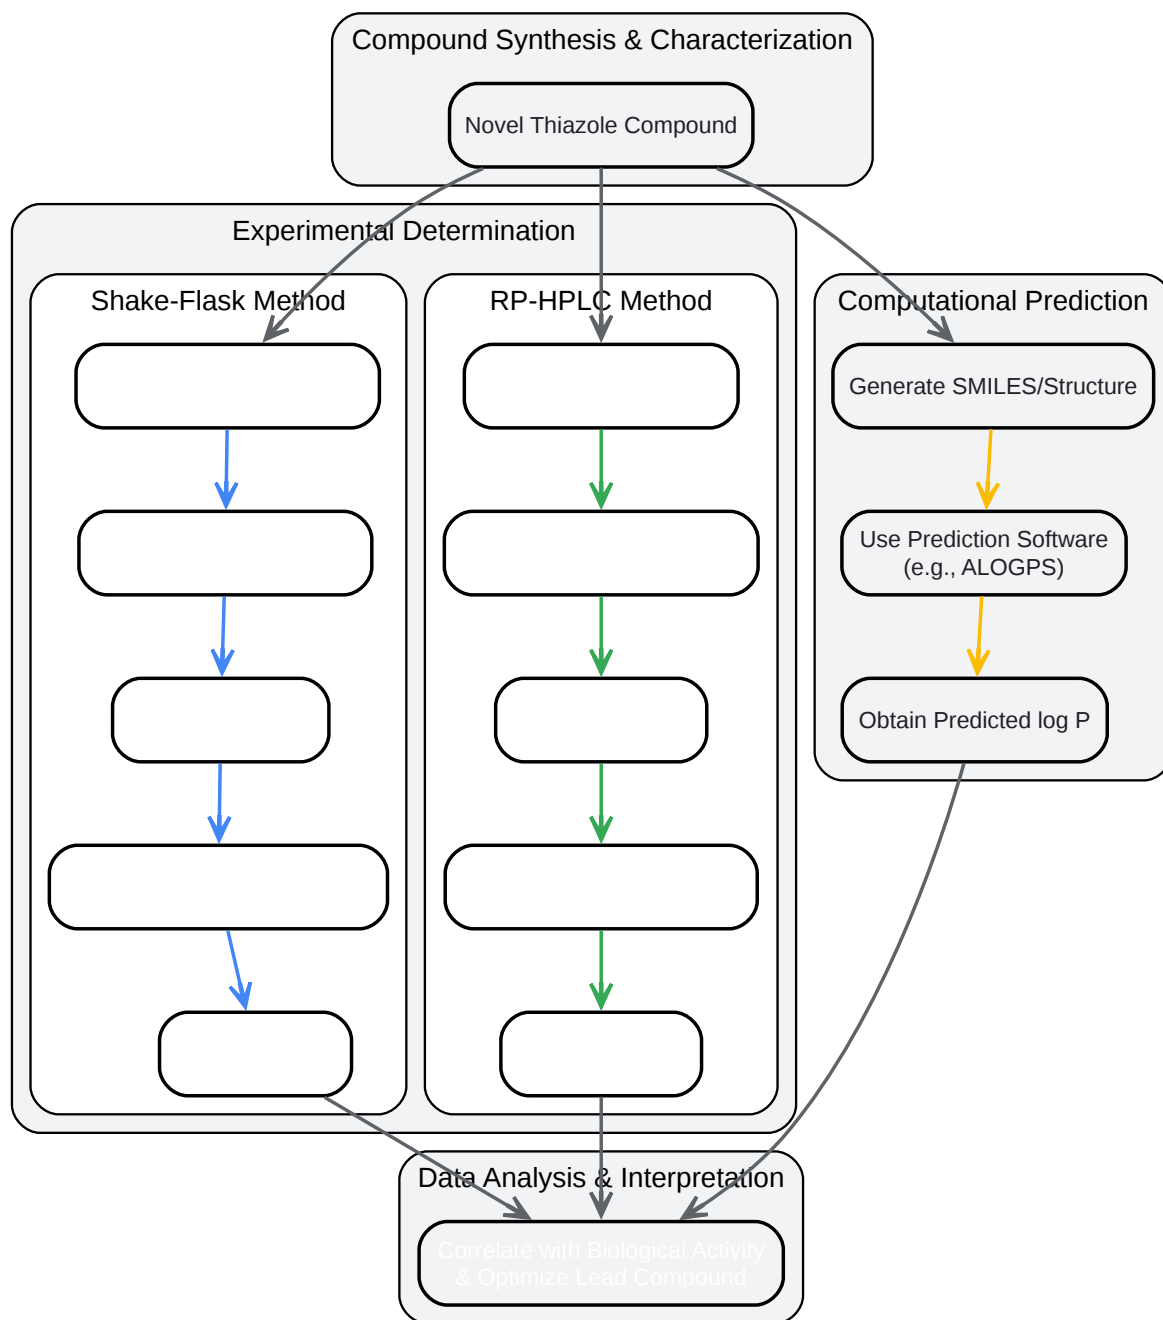 Compound Synthesis & Characterization
Novel Thiazole Compound
Experimental Determination
Shake-Flask Method
RP-HPLC Method
Computational Prediction
Generate SMILES/Structure
Use Prediction Software
(e.g., ALOGPS)
Obtain Predicted log P
Data Analysis & Interpretation
Correlate with Biological Activity
& Optimize Lead Compound